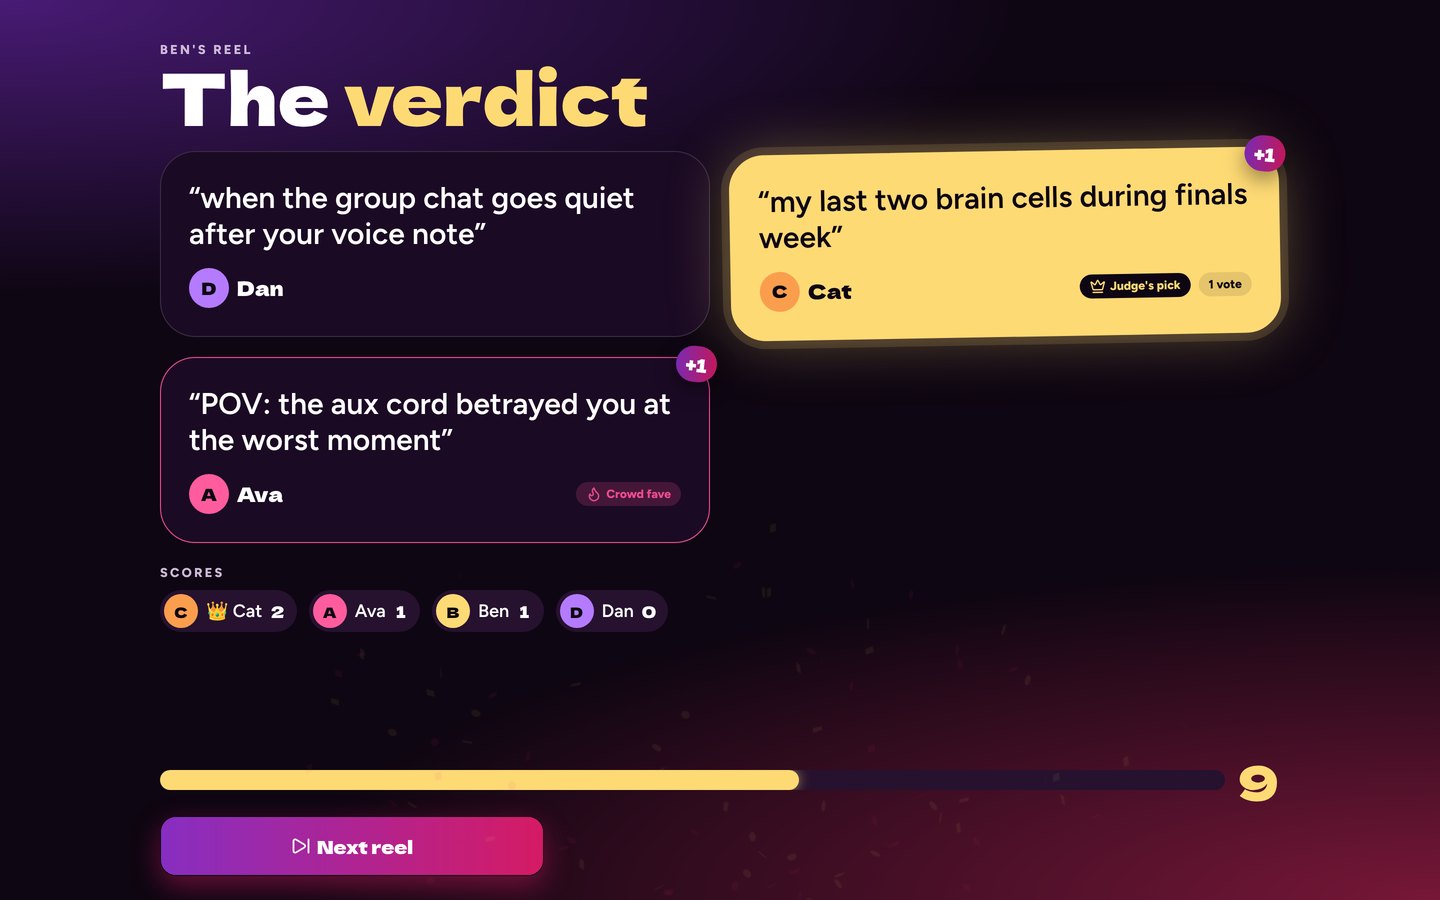 BEN'S REEL
The verdict
“when the group chat goes quiet
after your voice note”
D Dan
+1
“my last two brain cells during finals
week”
C Cat Judge's pick 1 vote
+1
“POV: the aux cord betrayed you at
the worst moment”
A Ava Crowd fave
SCORES
C 👑 Cat 2 A Ava 1 B Ben 1 D Dan 0
9
Next reel